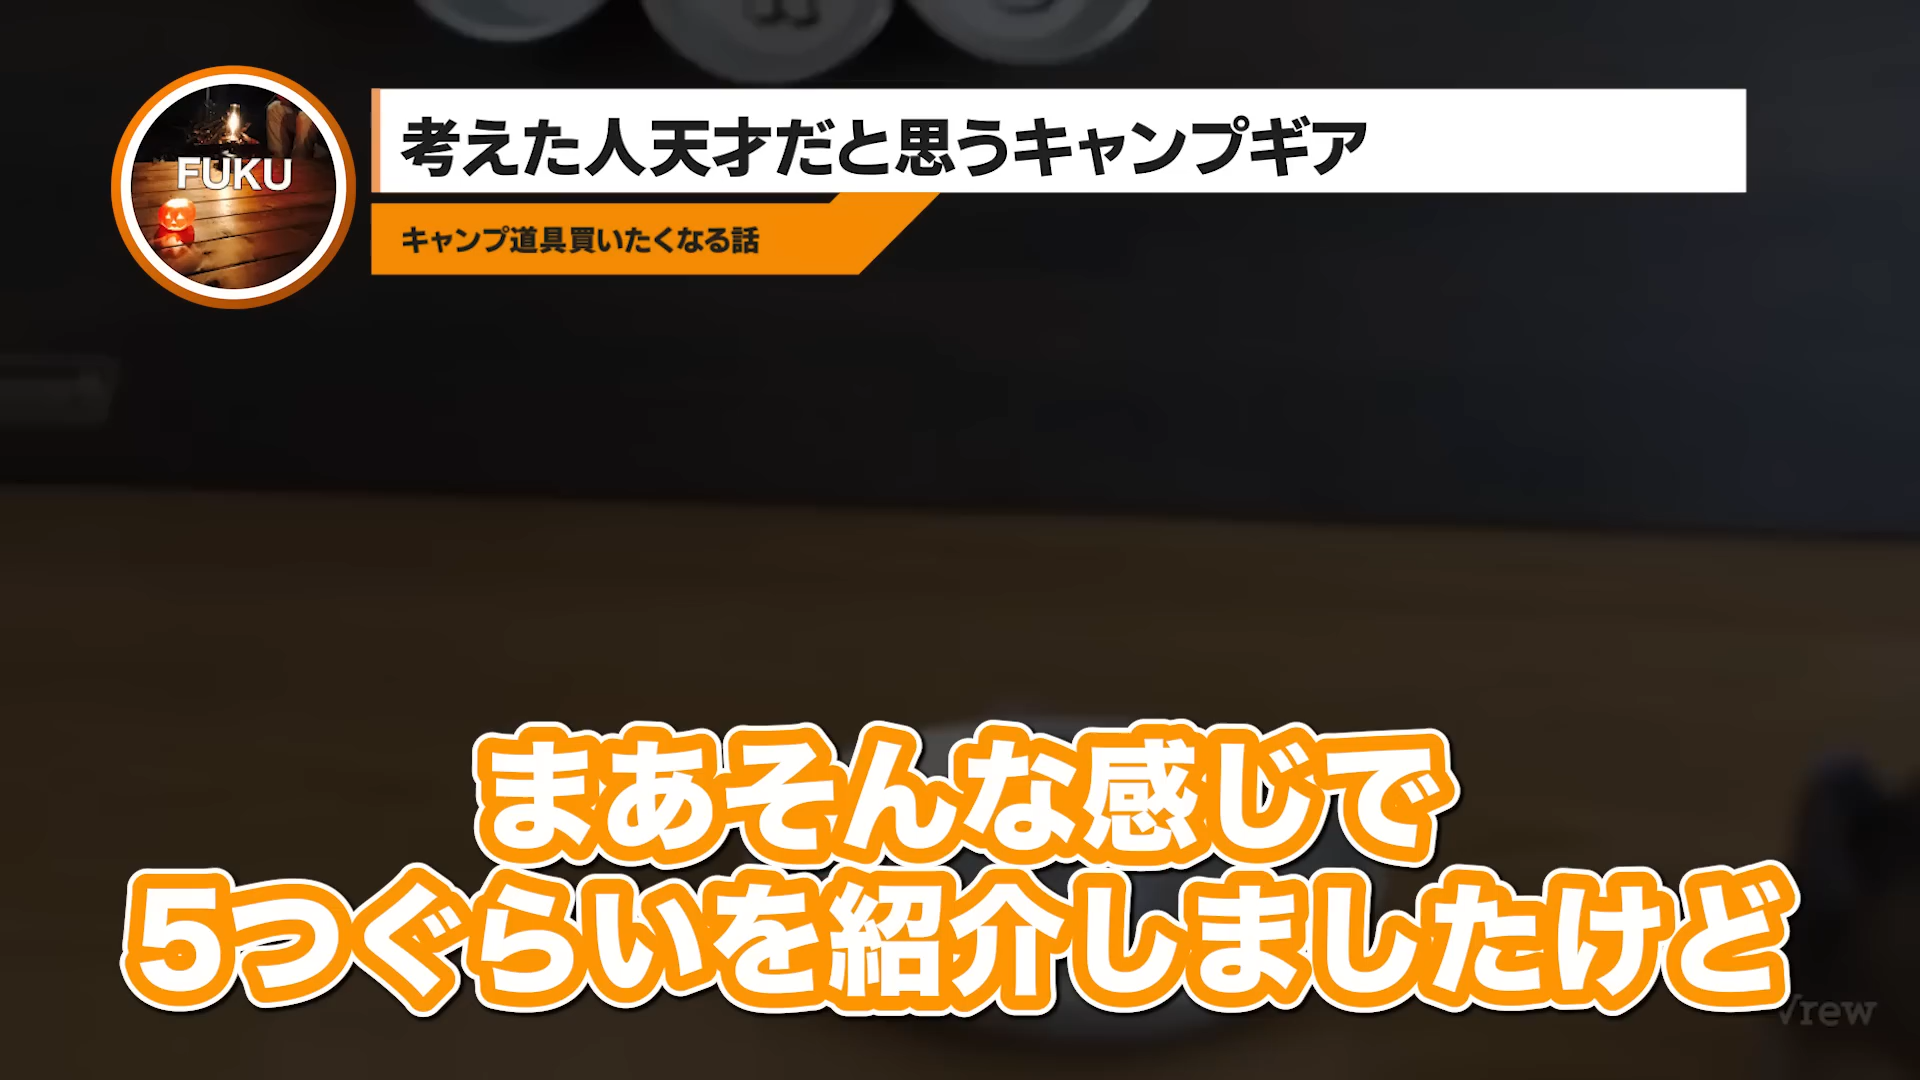 FUKU
考えた人天才だと思うキャンプギア
キャンプ道具買いたくなる話
まあそんな感じで
5つぐらいを紹介しましたけど
Vrew